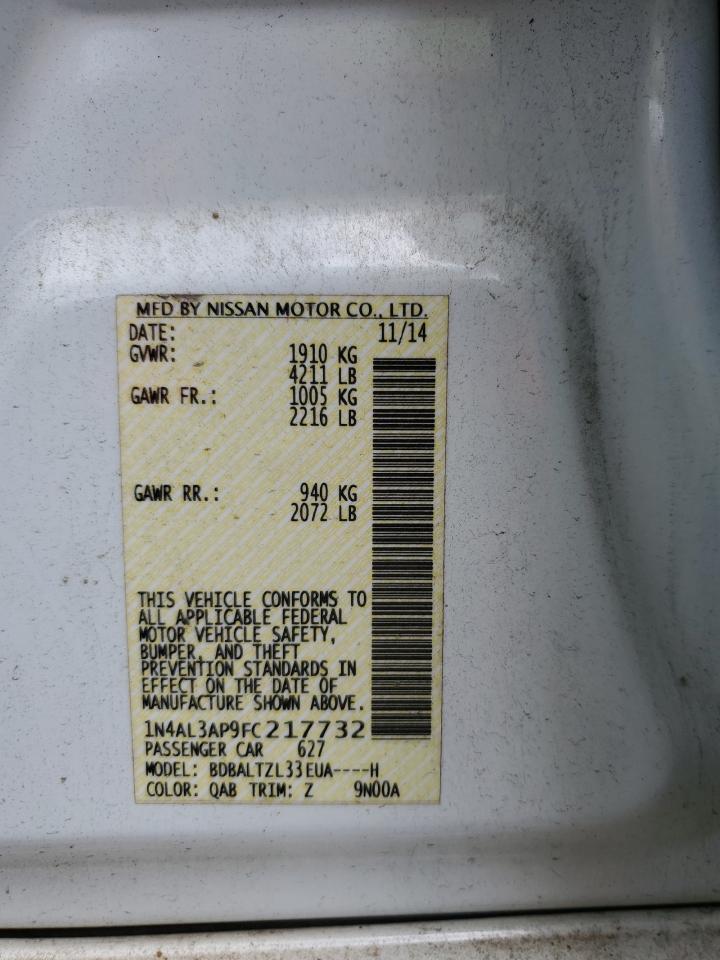 MFD BY NISSAN MOTOR CO., LTD.
DATE: 11/14
GVWR: 1910 KG
4211 LB
GAWR FR.: 1005 KG
2216 LB
GAWR RR.: 940 KG
2072 LB
THIS VEHICLE CONFORMS TO
ALL APPLICABLE FEDERAL
MOTOR VEHICLE SAFETY,
BUMPER, AND THEFT
PREVENTION STANDARDS IN
EFFECT ON THE DATE OF
MANUFACTURE SHOWN ABOVE.
1N4AL3AP9FC217732
PASSENGER CAR 627
MODEL: BDBALTZL33EUA----H
COLOR: QAB TRIM: Z 9N00A